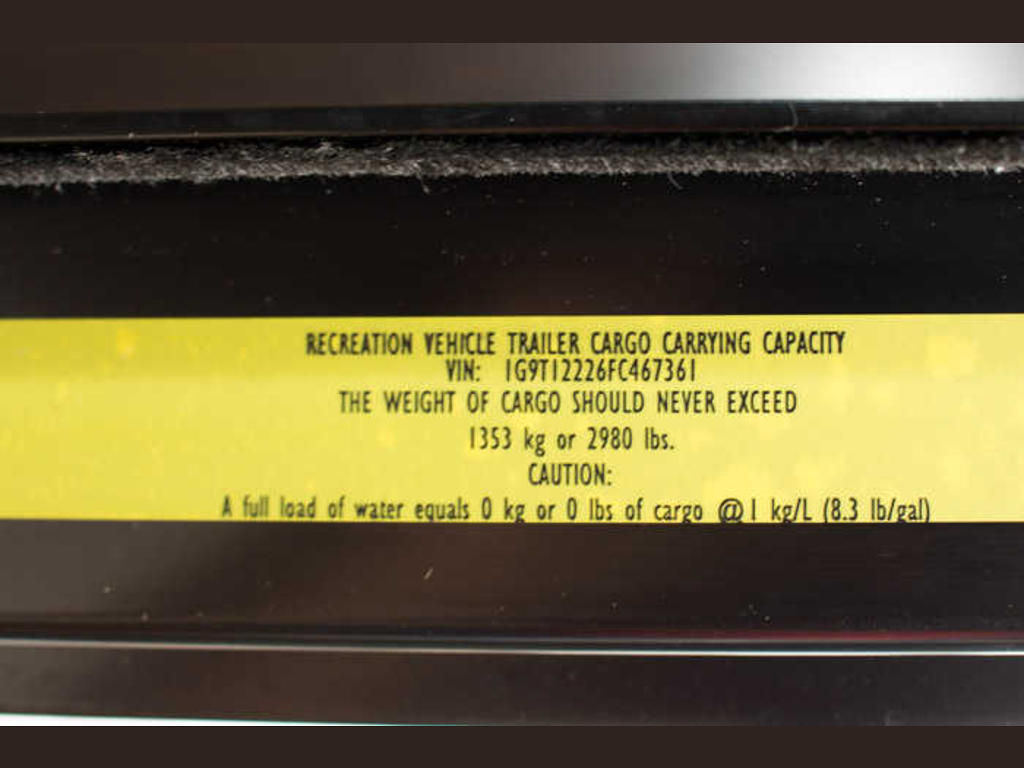 RECREATION VEHICLE TRAILER CARGO CARRYING CAPACITY
VIN: 1G9T12226FC467361
THE WEIGHT OF CARGO SHOULD NEVER EXCEED
1353 kg or 2980 lbs.
CAUTION:
A full load of water equals 0 kg or 0 lbs of cargo @ 1 kg/L (8.3 lb/gal)